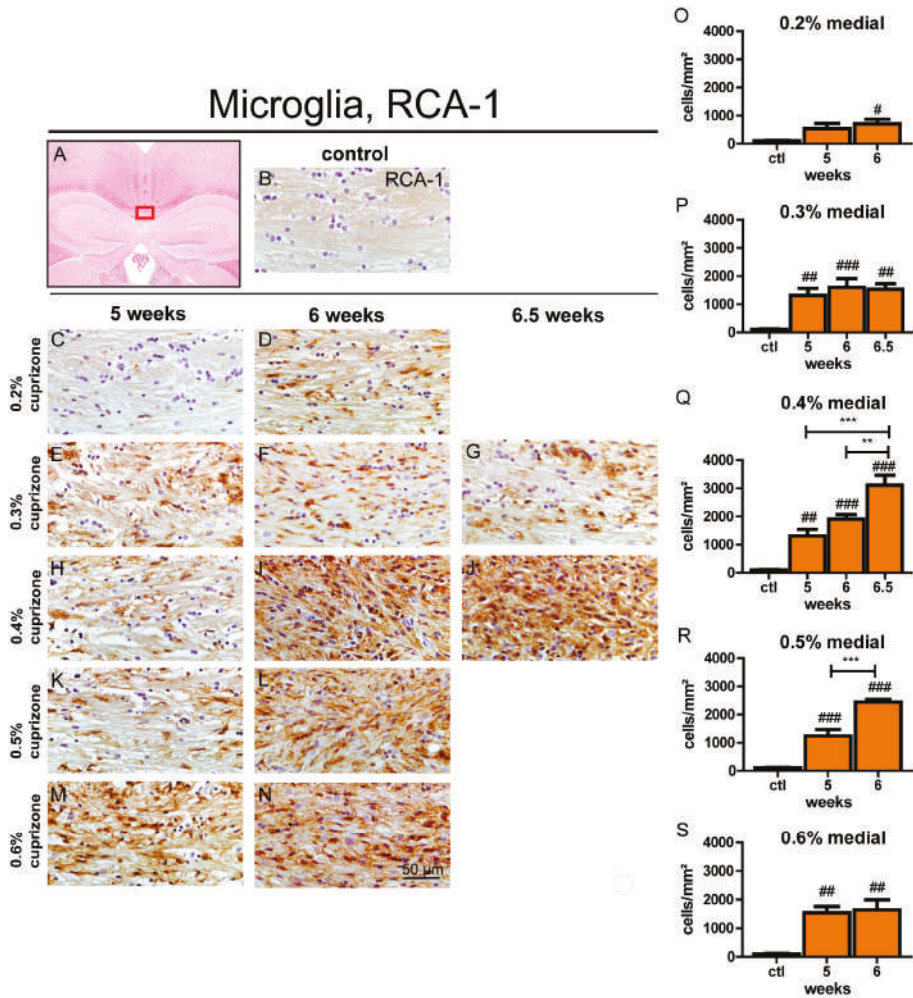 Microglia, RCA-1
A
control
B
RCA-1
5 weeks
6 weeks
6.5 weeks
0.2%
cuprizone
C
D
0.3%
cuprizone
E
F
G
0.4%
cuprizone
H
I
J
0.5%
cuprizone
K
L
0.6%
cuprizone
M
N
50 µm
O
0.2% medial
cells/mm²
4000
3000
2000
1000
0
#
ctl 5 6
weeks
P
0.3% medial
cells/mm²
4000
3000
2000
1000
0
## ### ##
ctl 5 6 6.5
weeks
Q
0.4% medial
***
**
cells/mm²
4000
3000
2000
1000
0
## ### ###
ctl 5 6 6.5
weeks
R
0.5% medial
***
cells/mm²
4000
3000
2000
1000
0
### ###
ctl 5 6
weeks
S
0.6% medial
cells/mm²
4000
3000
2000
1000
0
## ##
ctl 5 6
weeks